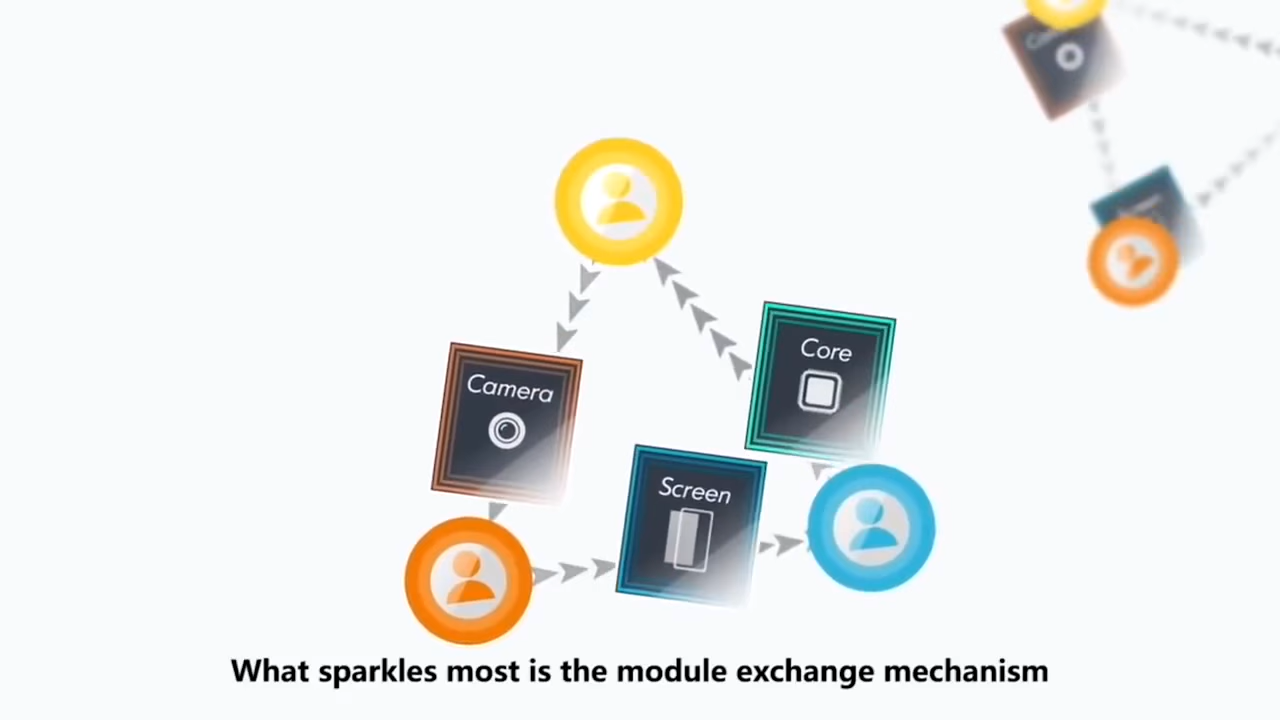 Core
Camera
Screen
What sparkles most is the module exchange mechanism